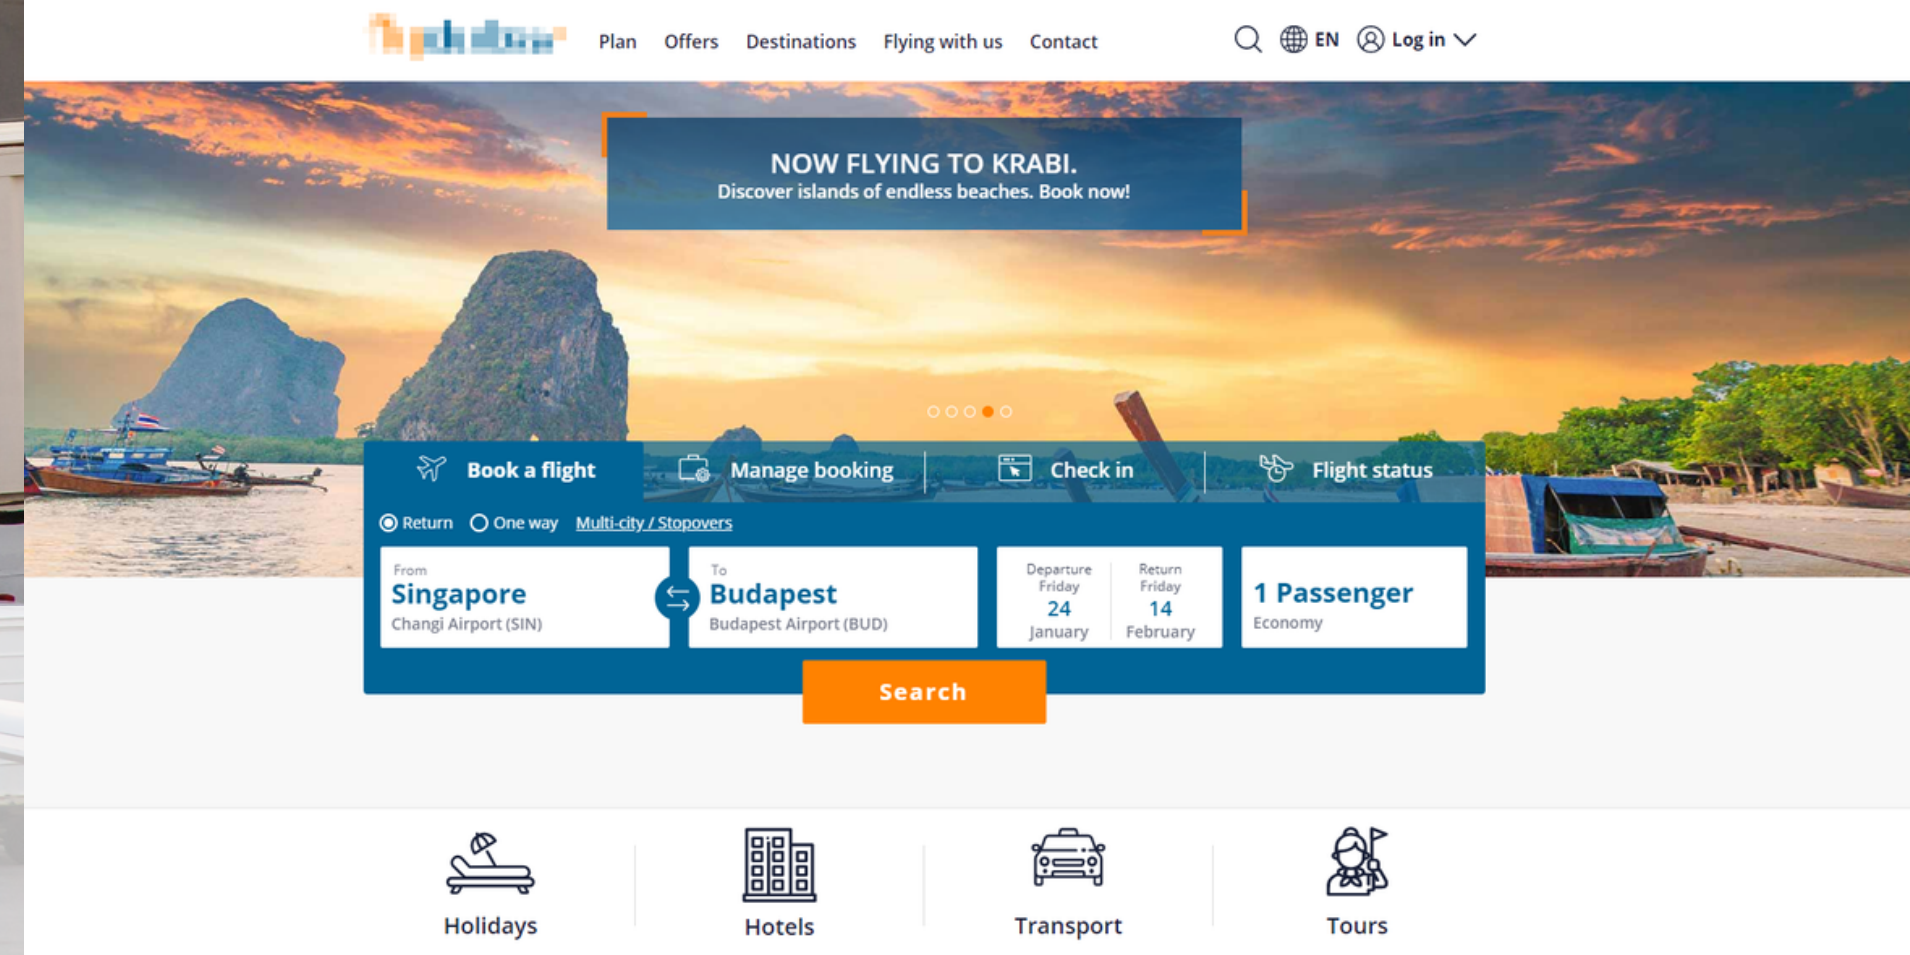 Plan Offers Destinations Flying with us Contact
EN Log in
NOW FLYING TO KRABI.
Discover islands of endless beaches. Book now!
Book a flight Manage booking Check in Flight status
Return One way Multi-city / Stopovers
From
Singapore
Changi Airport (SIN)
To
Budapest
Budapest Airport (BUD)
Departure
Friday
24
January
Return
Friday
14
February
1 Passenger
Economy
Search
Holidays Hotels Transport Tours